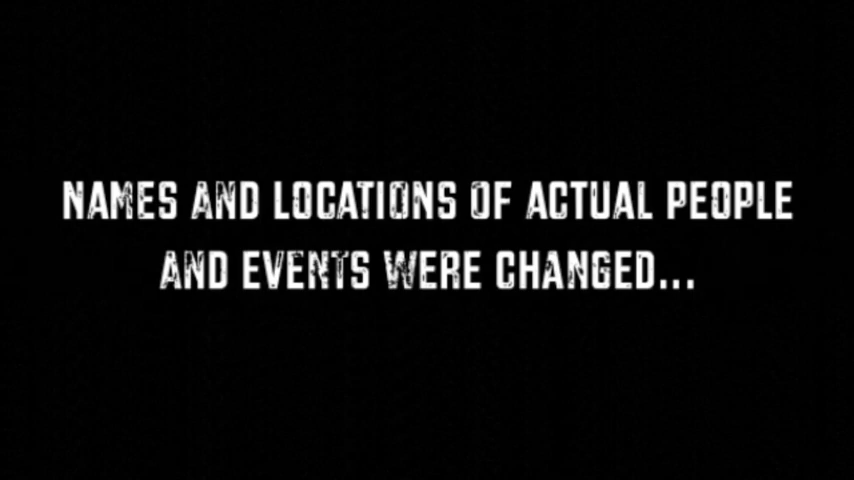 NAMES AND LOCATIONS OF ACTUAL PEOPLE
AND EVENTS WERE CHANGED...